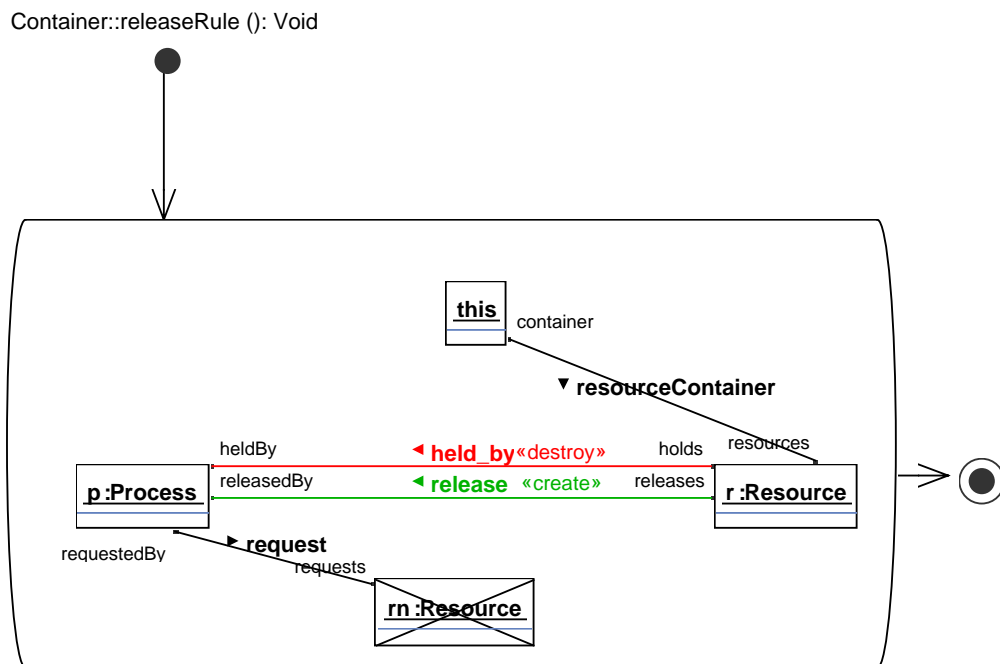 Container::releaseRule (): Void
this
container
resourceContainer
resources
heldBy
held_by «destroy»
holds
releasedBy
release «create»
releases
p :Process
r :Resource
requestedBy
request
requests
rn :Resource